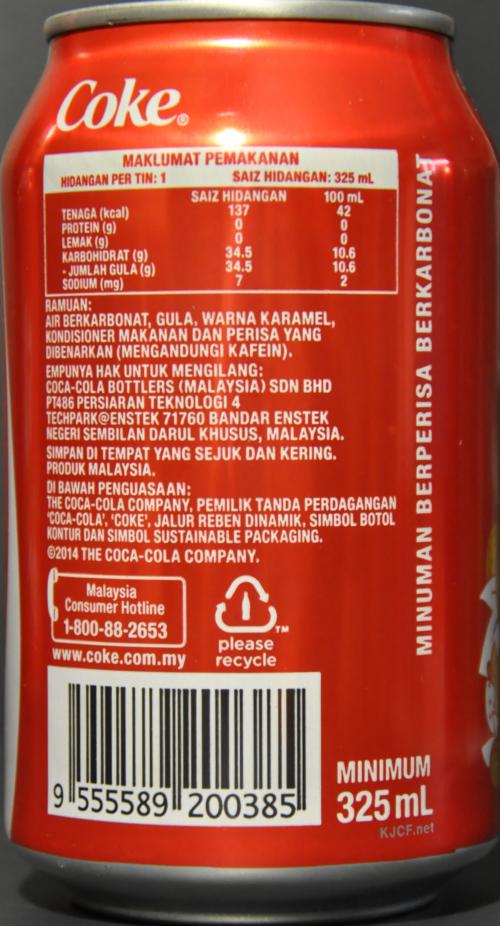 Coke®
MAKLUMAT PEMAKANAN
HIDANGAN PER TIN: 1 SAIZ HIDANGAN: 325 mL
SAIZ HIDANGAN 100 mL
TENAGA (kcal) 137 42
PROTEIN (g) 0 0
LEMAK (g) 0 0
KARBOHIDRAT (g) 34.5 10.6
- JUMLAH GULA (g) 34.5 10.6
SODIUM (mg) 7 2
RAMUAN:
AIR BERKARBONAT, GULA, WARNA KARAMEL,
KONDISIONER MAKANAN DAN PERISA YANG
DIBENARKAN (MENGANDUNGI KAFEIN).
EMPUNYA HAK UNTUK MENGILANG:
COCA-COLA BOTTLERS (MALAYSIA) SDN BHD
PT486 PERSIARAN TEKNOLOGI 4
TECHPARK@ENSTEK 71760 BANDAR ENSTEK
NEGERI SEMBILAN DARUL KHUSUS, MALAYSIA.
SIMPAN DI TEMPAT YANG SEJUK DAN KERING.
PRODUK MALAYSIA.
DI BAWAH PENGUASAAN:
THE COCA-COLA COMPANY, PEMILIK TANDA PERDAGANGAN
'COCA-COLA', 'COKE', JALUR REBEN DINAMIK, SIMBOL BOTOL
KONTUR DAN SIMBOL SUSTAINABLE PACKAGING.
©2014 THE COCA-COLA COMPANY.
Malaysia
Consumer Hotline
1-800-88-2653
www.coke.com.my
TM
please
recycle
9 555589 200385
MINUMAN BERPERISA BERKARBONAT
MINIMUM
325 mL
KJCF.net